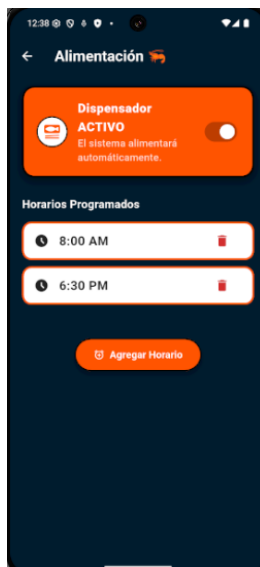 12:38
Alimentación
Dispensador
ACTIVO
El sistema alimentará
automáticamente.
Horarios Programados
8:00 AM
6:30 PM
Agregar Horario